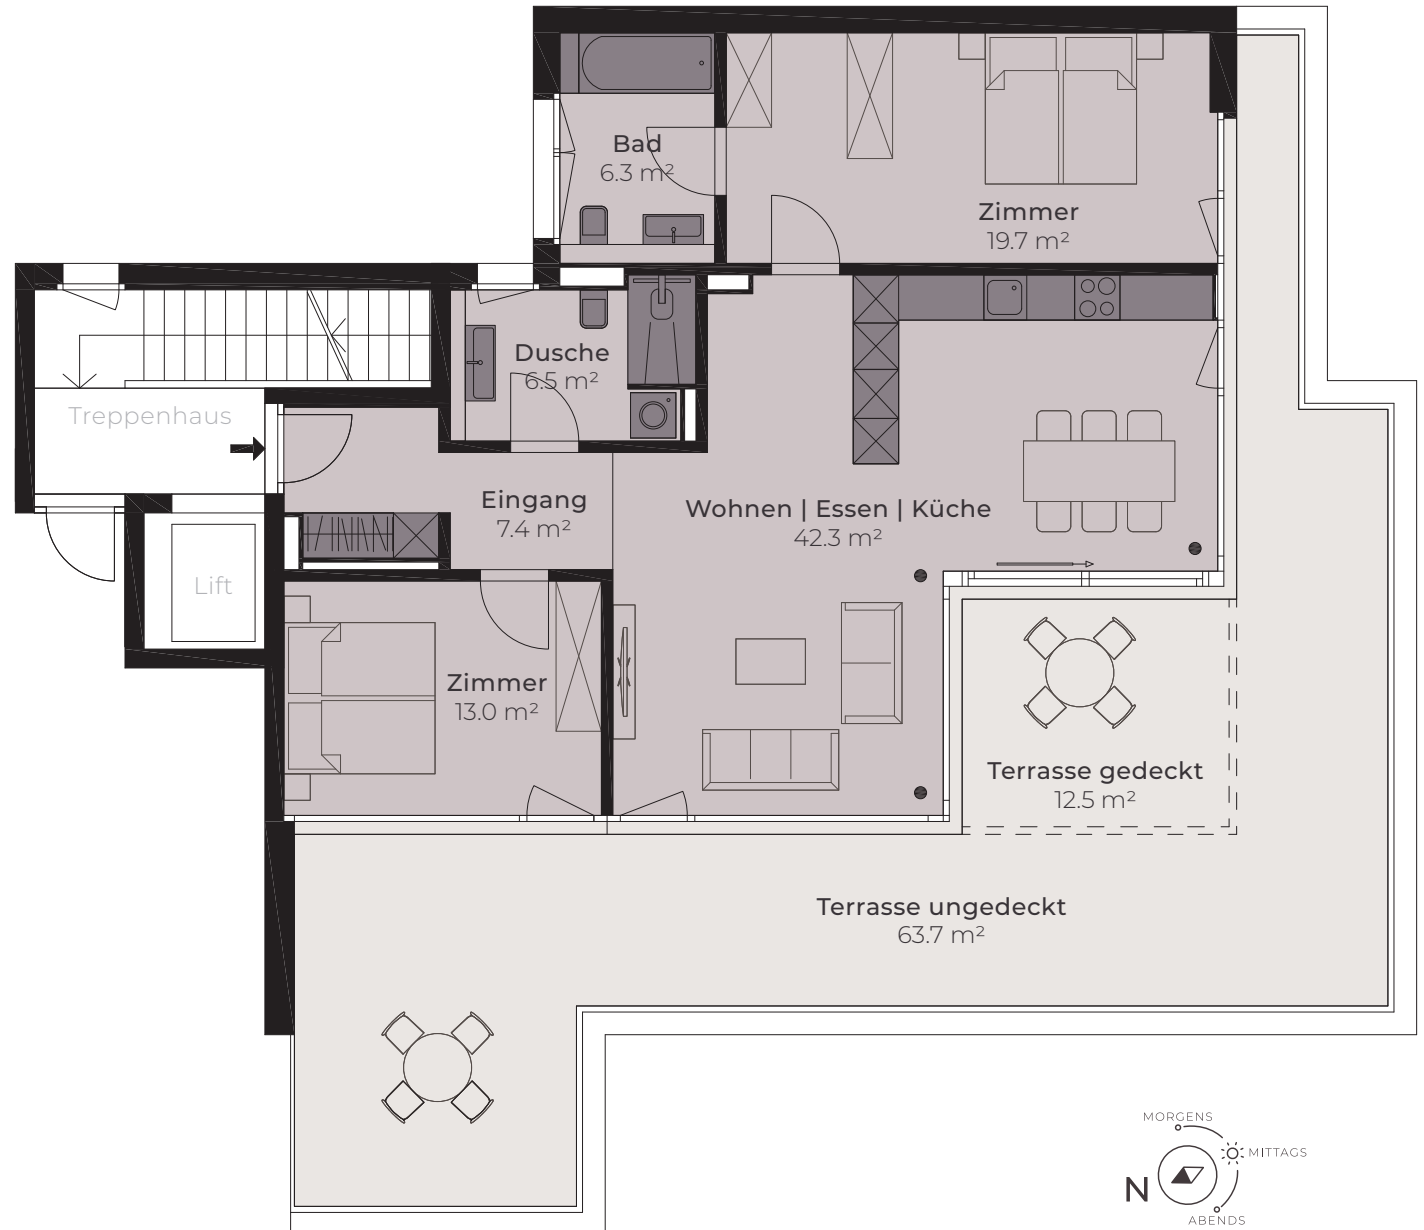 Bad
6.3 m²
Zimmer
19.7 m²
Dusche
6.5 m²
Treppenhaus
Eingang
7.4 m²
Wohnen | Essen | Küche
42.3 m²
Lift
Zimmer
13.0 m²
Terrasse gedeckt
12.5 m²
Terrasse ungedeckt
63.7 m²
MORGENS
MITTAGS
N
ABENDS